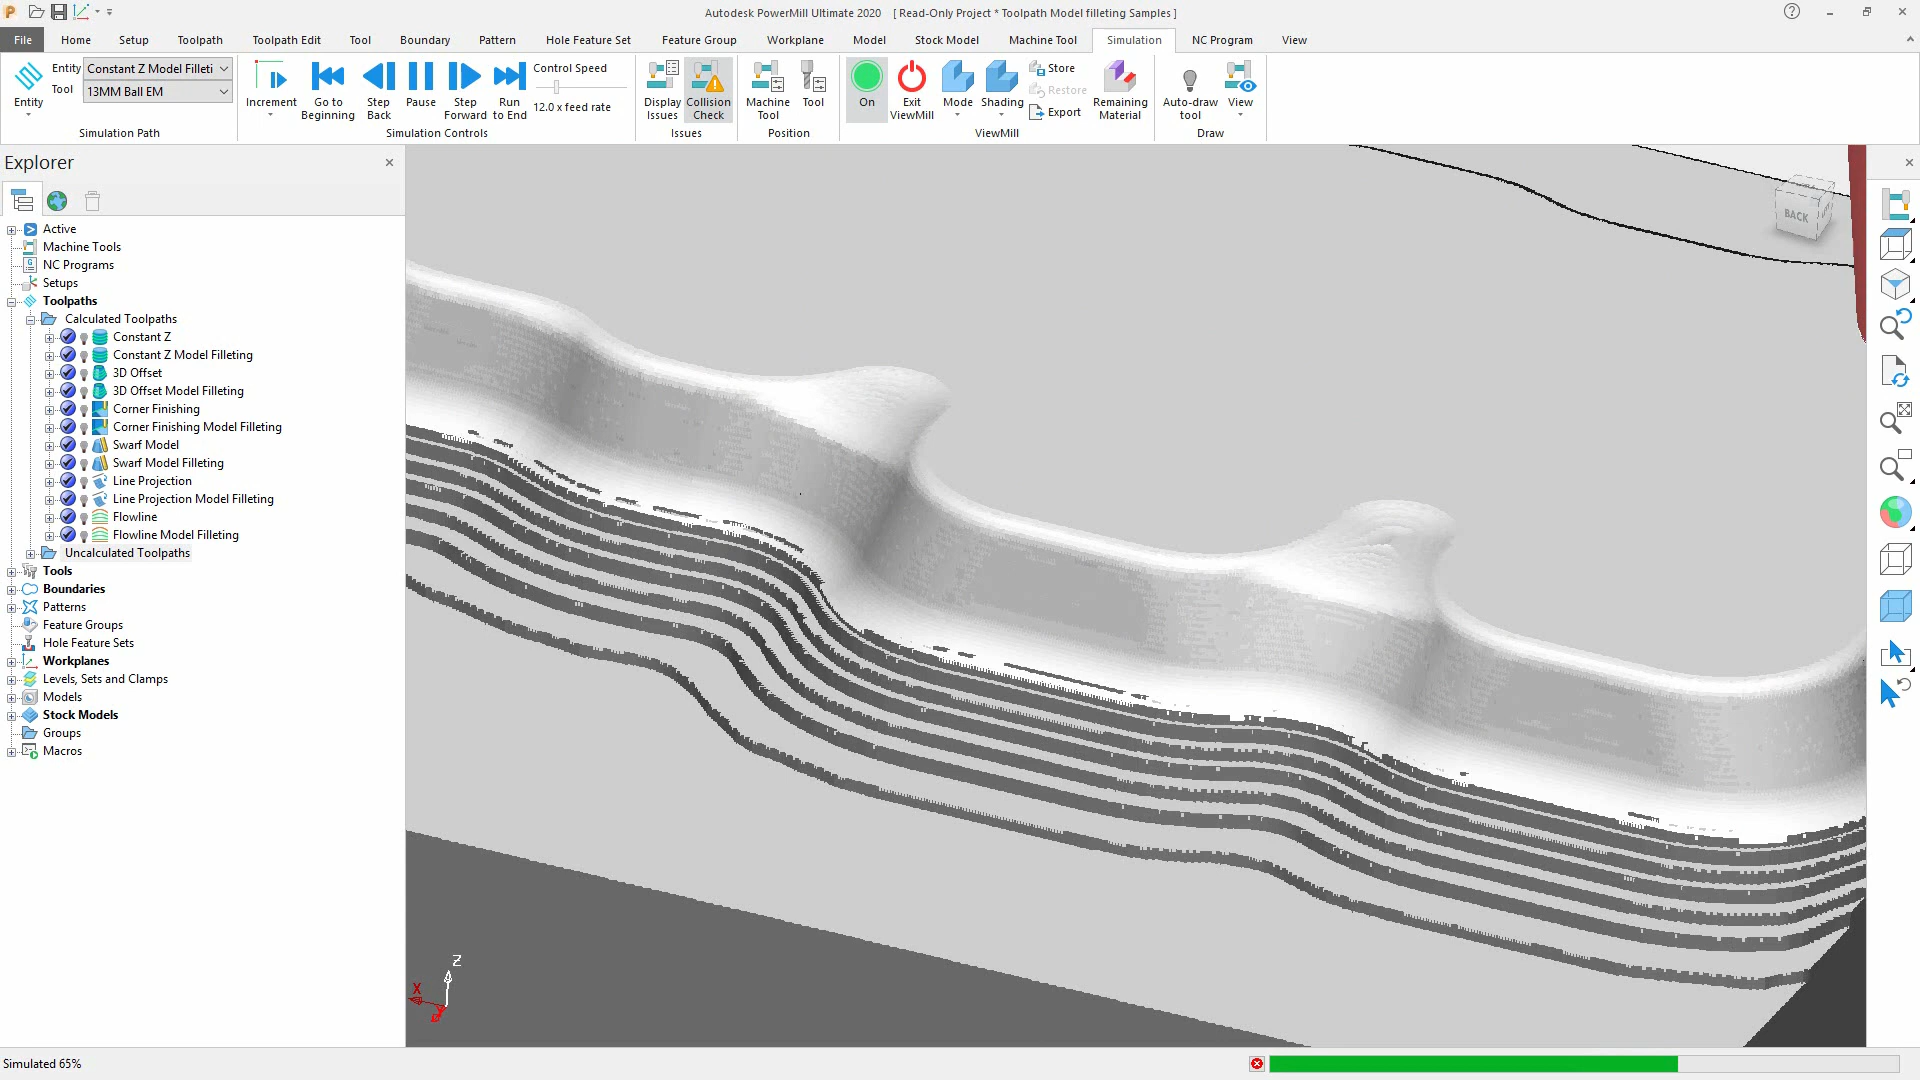 Autodesk PowerMill Ultimate 2020 [ Read-Only Project * Toolpath Model filleting Samples ]
File Home Setup Toolpath Toolpath Edit Tool Boundary Pattern Hole Feature Set Feature Group Workplane Model Stock Model Machine Tool Simulation NC Program View
Entity
Entity Constant Z Model Filleti
Tool 13MM Ball EM
Simulation Path
Increment
Go to Beginning
Step Back
Pause
Step Forward
Run to End
Control Speed
12.0 x feed rate
Simulation Controls
Display Issues
Collision Check
Issues
Machine Tool
Tool
Position
On
Exit ViewMill
Mode
Shading
Store
Restore
Export
Remaining Material
ViewMill
Auto-draw tool
View
Draw
Explorer
Active
Machine Tools
NC Programs
Setups
Toolpaths
Calculated Toolpaths
Constant Z
Constant Z Model Filleting
3D Offset
3D Offset Model Filleting
Corner Finishing
Corner Finishing Model Filleting
Swarf Model
Swarf Model Filleting
Line Projection
Line Projection Model Filleting
Flowline
Flowline Model Filleting
Uncalculated Toolpaths
Tools
Boundaries
Patterns
Feature Groups
Hole Feature Sets
Workplanes
Levels, Sets and Clamps
Models
Stock Models
Groups
Macros
BACK
Z
X
Simulated 65%